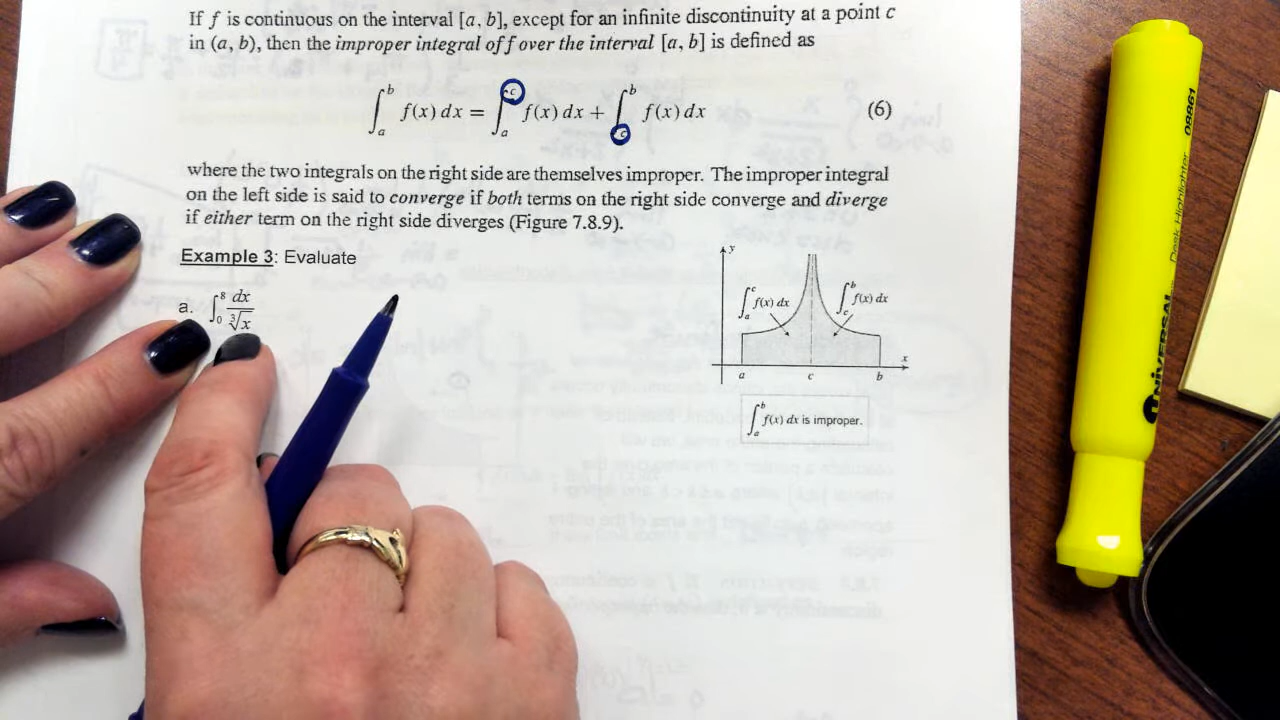 If f is continuous on the interval [a, b], except for an infinite discontinuity at a point c
in (a, b), then the improper integral of f over the interval [a, b] is defined as
∫_a^b f(x) dx = ∫_a^c f(x) dx + ∫_c^b f(x) dx (6)
where the two integrals on the right side are themselves improper. The improper integral
on the left side is said to converge if both terms on the right side converge and diverge
if either term on the right side diverges (Figure 7.8.9).
Example 3: Evaluate
a. ∫_0^8 dx/∛x
y
∫_a^c f(x) dx
∫_c^b f(x) dx
x
a c b
∫_a^b f(x) dx is improper.
UNIVERSAL Desk Highlighter 08861